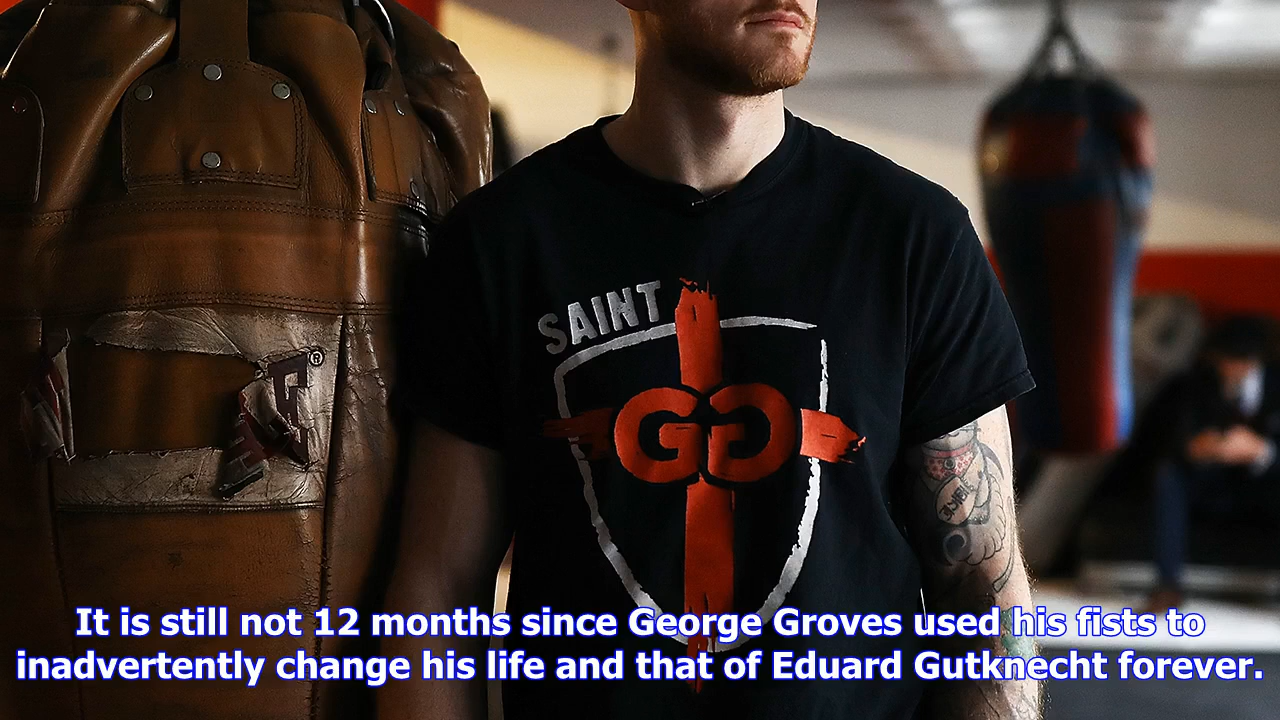 SAINT
GG
®
It is still not 12 months since George Groves used his fists to
inadvertently change his life and that of Eduard Gutknecht forever.